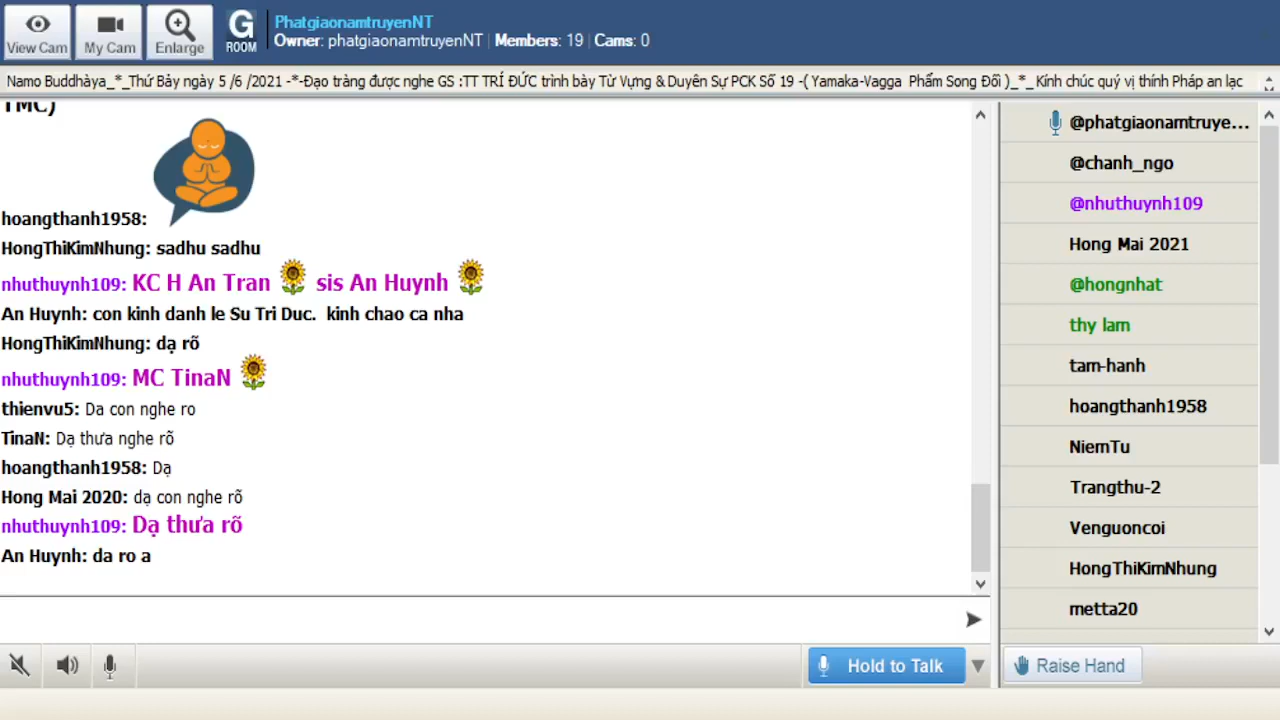 View Cam
My Cam
Enlarge
G
ROOM
PhatgiaonamtruyenNT
Owner: phatgiaonamtruyenNT | Members: 19 | Cams: 0
Namo Buddhàya_*_Thứ Bảy ngày 5 /6 /2021 -*-Đạo tràng được nghe GS :TT TRÍ ĐỨC trình bày Từ Vựng & Duyên Sự PCK Số 19 -( Yamaka-Vagga Phẩm Song Đối )_*_ Kính chúc quý vị thính Pháp an lạc
TMC)
hoangthanh1958:
HongThiKimNhung: sadhu sadhu
nhuthuynh109: KC H An Tran sis An Huynh
An Huynh: con kinh danh le Su Tri Duc. kinh chao ca nha
HongThiKimNhung: dạ rõ
nhuthuynh109: MC TinaN
thienvu5: Da con nghe ro
TinaN: Dạ thưa nghe rõ
hoangthanh1958: Dạ
Hong Mai 2020: dạ con nghe rõ
nhuthuynh109: Dạ thưa rõ
An Huynh: da ro a
@phatgiaonamtruye...
@chanh_ngo
@nhuthuynh109
Hong Mai 2021
@hongnhat
thy lam
tam-hanh
hoangthanh1958
NiemTu
Trangthu-2
Venguoncoi
HongThiKimNhung
metta20
Hold to Talk
Raise Hand